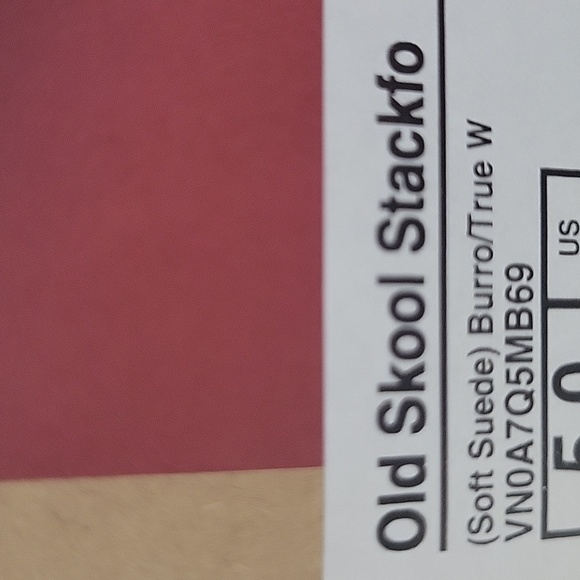 Old Skool Stackfo
(Soft Suede) Burro/True W
VN0A7Q5MB69
US